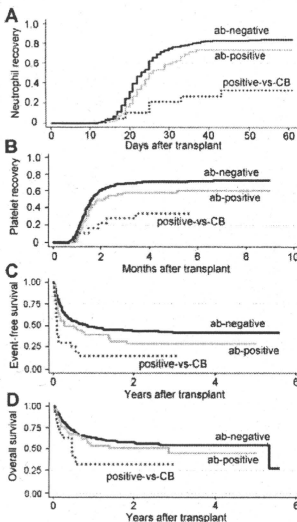 A
Neutrophil recovery
1.0
0.8
0.6
0.4
0.2
0
ab-negative
ab-positive
positive-vs-CB
0 10 20 30 40 50 60
Days after transplant
B
Platelet recovery
1.0
0.8
0.6
0.4
0.2
0.0
ab-negative
ab-positive
positive-vs-CB
0 2 4 6 8 10
Months after transplant
C
Event-free survival
1.00
0.75
0.50
0.25
0.00
ab-negative
ab-positive
positive-vs-CB
0 2 4 6
Years after transplant
D
Overall survival
1.00
0.75
0.50
0.25
0.00
ab-negative
ab-positive
positive-vs-CB
0 2 4 6
Years after transplant